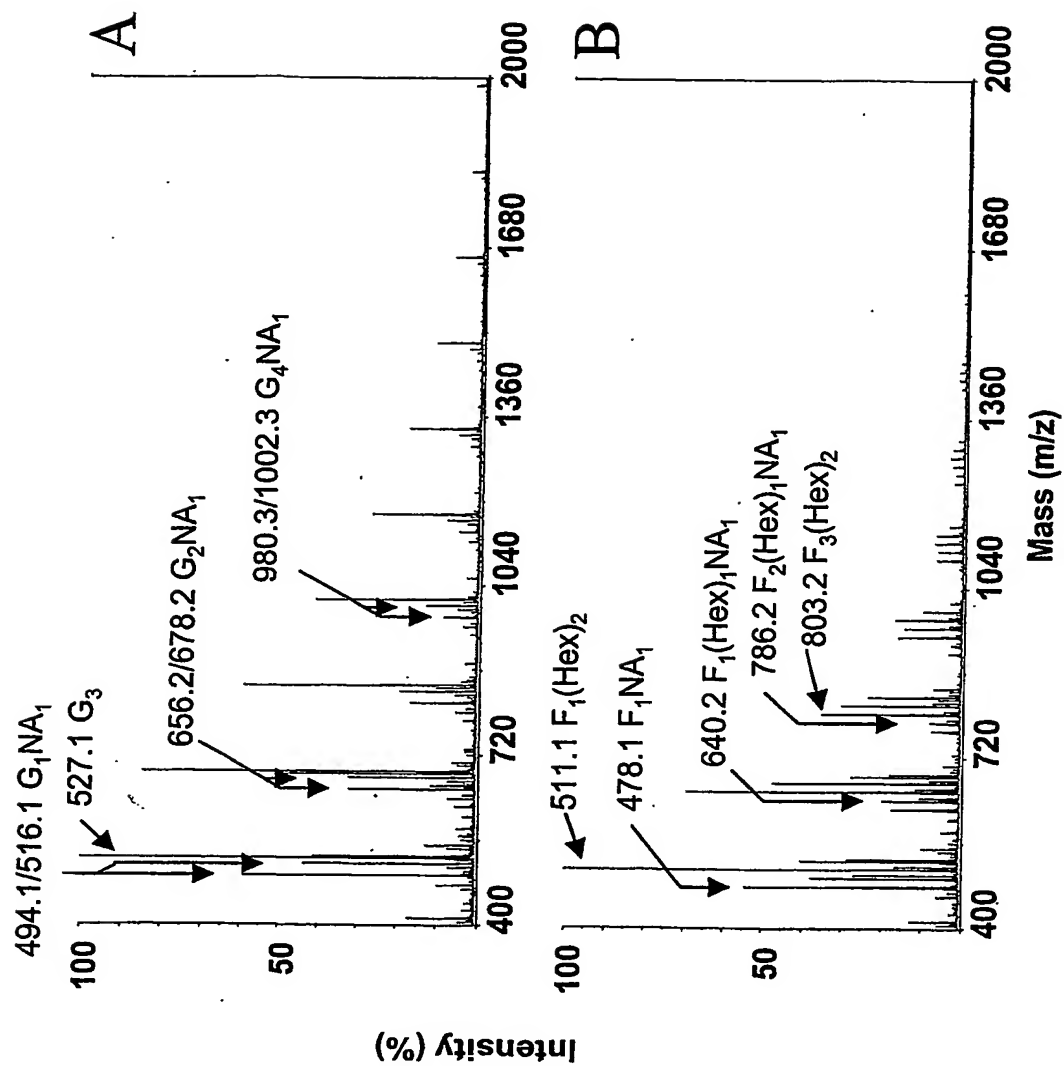 A
494.1/516.1 G₁NA₁
527.1 G₃
656.2/678.2 G₂NA₁
980.3/1002.3 G₄NA₁
100
50
400
720
1040
1360
1680
2000
B
511.1 F₁(Hex)₂
478.1 F₁NA₁
640.2 F₁(Hex)₁NA₁
786.2 F₂(Hex)₁NA₁
803.2 F₃(Hex)₂
100
50
400
720
1040
1360
1680
2000
Mass (m/z)
Intensity (%)